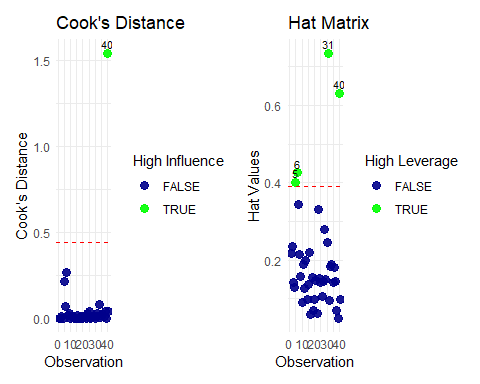 Cook's Distance
Hat Matrix
40
31
40
6
5
1.5
1.0
0.5
0.0
0.6
0.4
0.2
Cook's Distance
Hat Values
High Influence
FALSE
TRUE
High Leverage
FALSE
TRUE
0 10203040
0 10203040
Observation
Observation